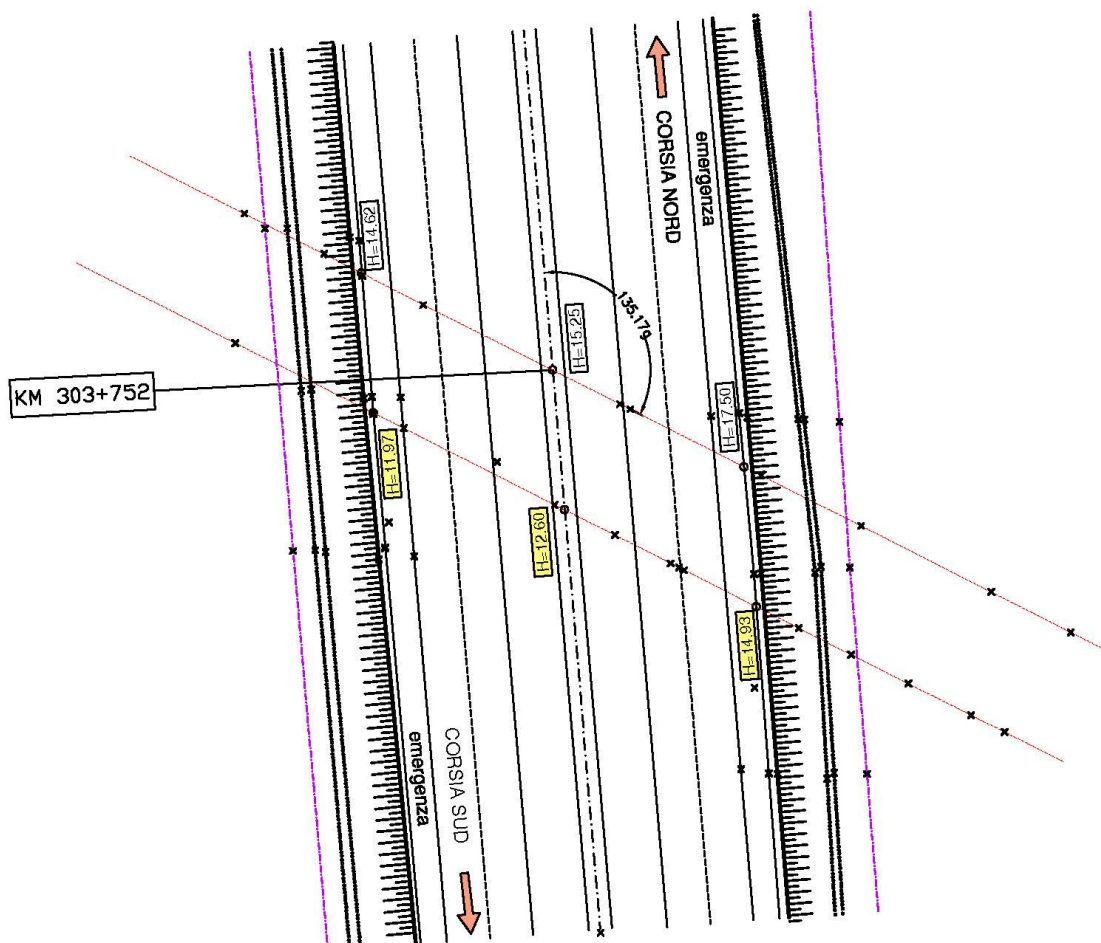 H=14.62
CORSIA NORD
emergenza
135,179
H=15.25
KM 303+752
H=17.50
H=11.97
H=12.60
H=14.93
emergenza
CORSIA SUD